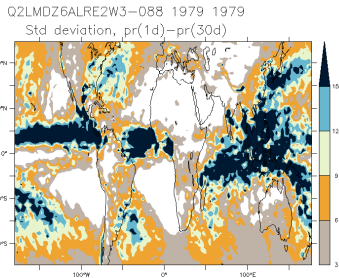 Q2LMDZ6ALRE2W3-088 1979 1979
Std deviation, pr(1d)-pr(30d)
15
12
9
6
3
0°
100°W 0° 100°E